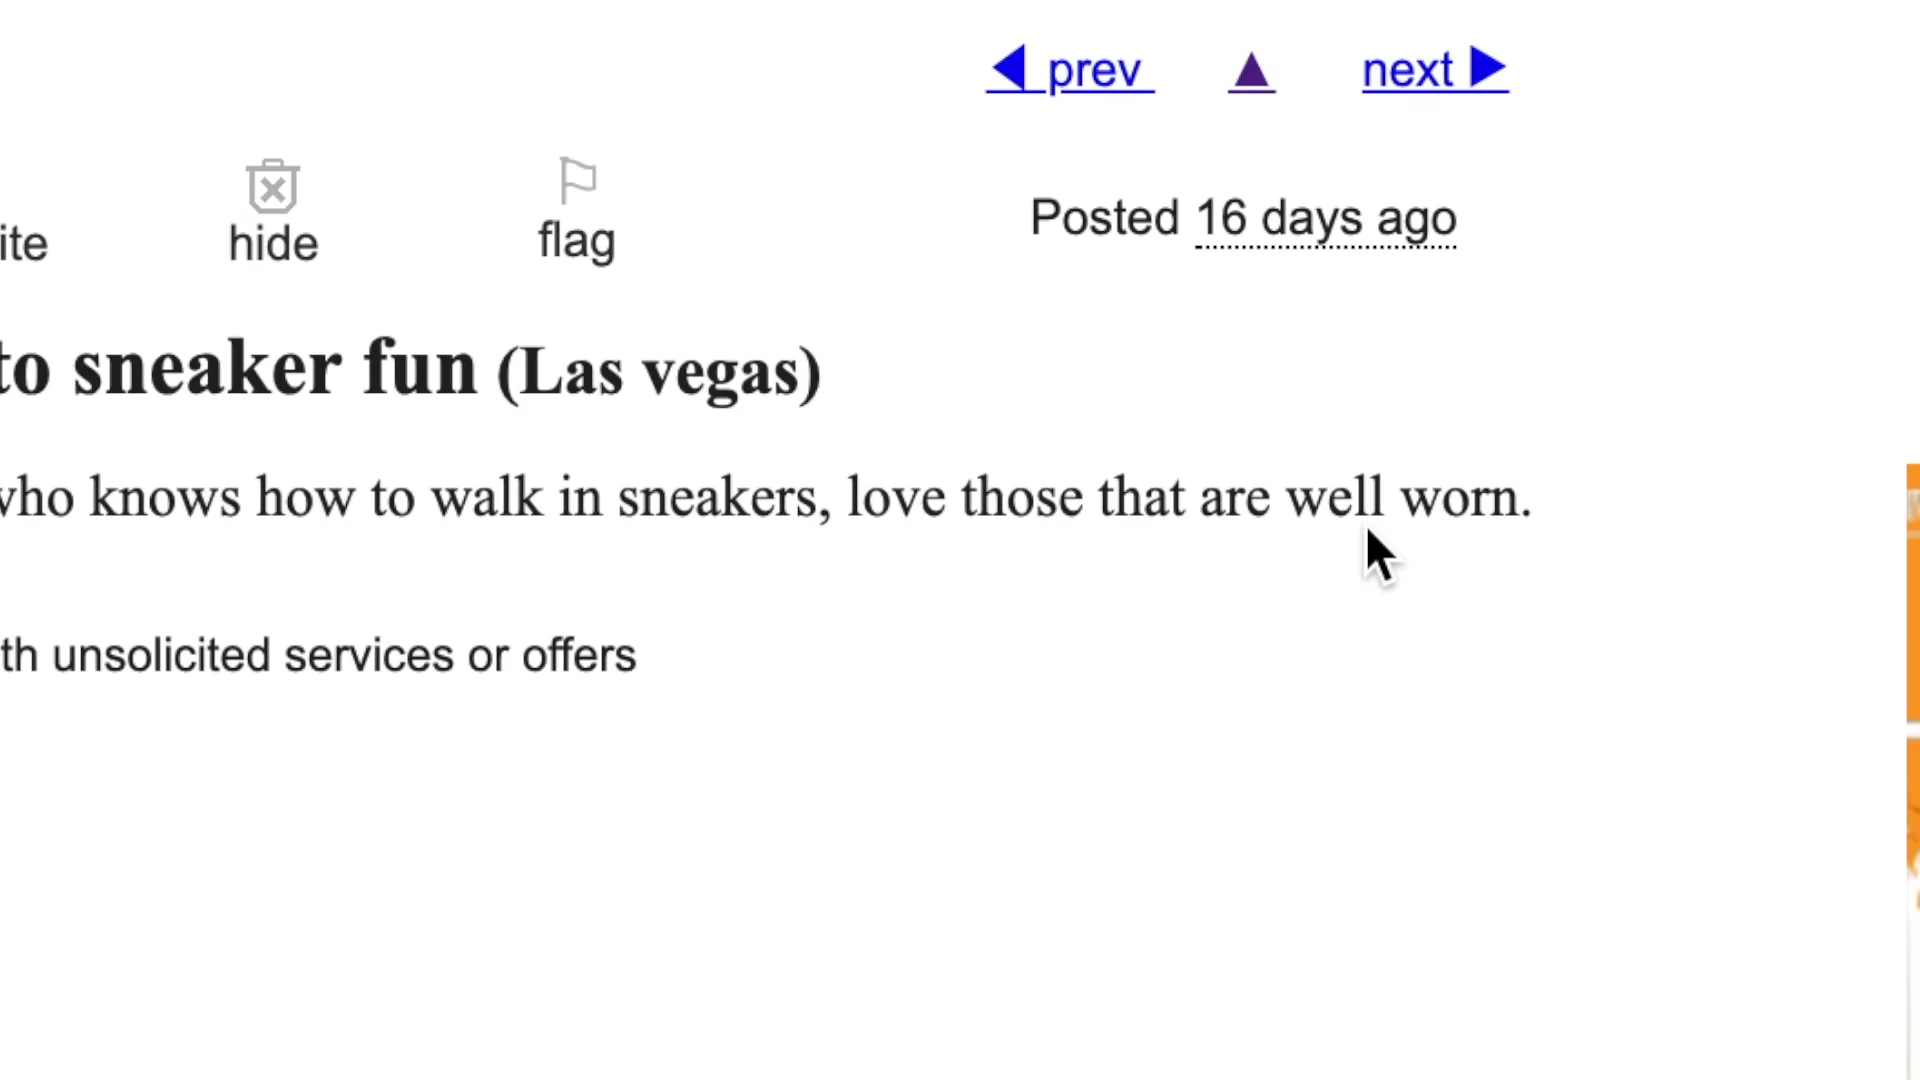 ◀ prev ▲ next ▶
ite hide flag Posted 16 days ago
to sneaker fun (Las vegas)
who knows how to walk in sneakers, love those that are well worn.
th unsolicited services or offers